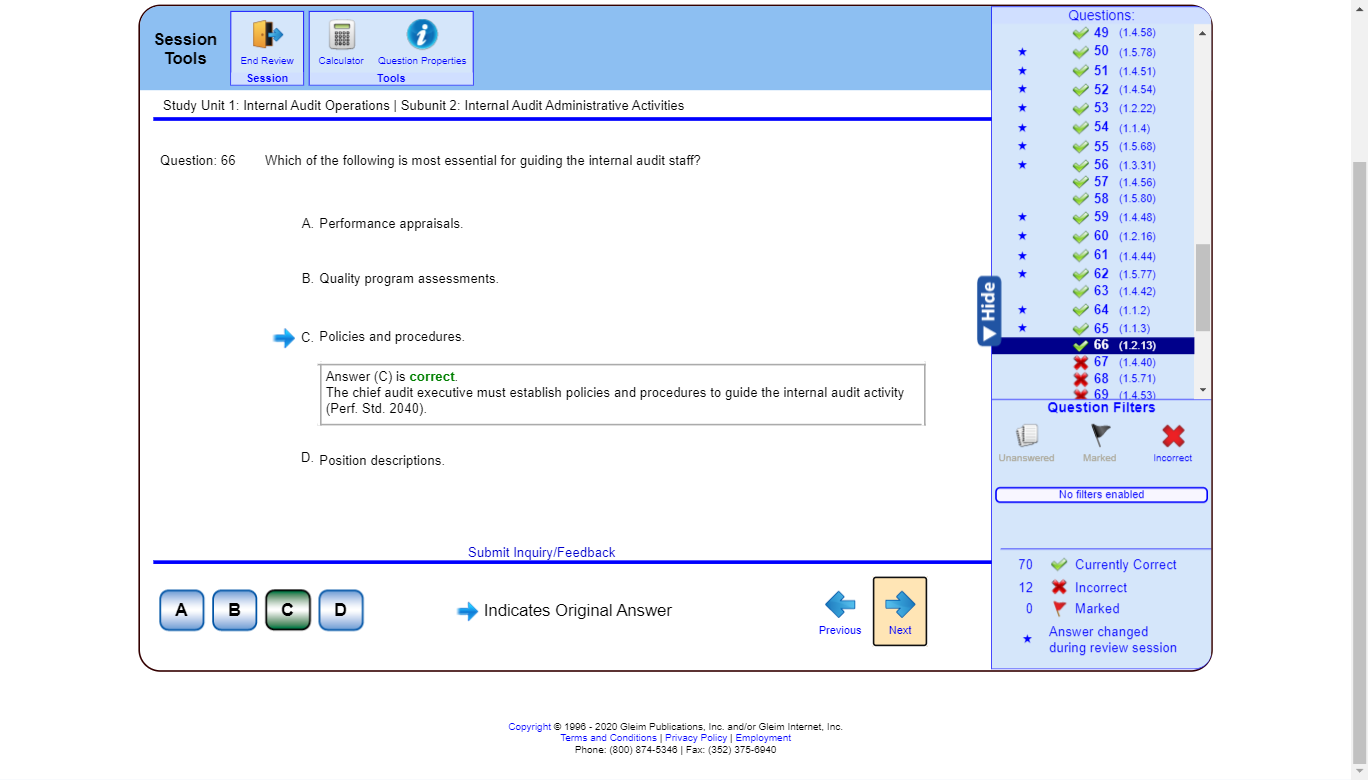 Session
Tools
End Review
Session
Calculator
Question Properties
Tools
Study Unit 1: Internal Audit Operations | Subunit 2: Internal Audit Administrative Activities
Question: 66 Which of the following is most essential for guiding the internal audit staff?
A. Performance appraisals.
B. Quality program assessments.
C. Policies and procedures.
Answer (C) is correct.
The chief audit executive must establish policies and procedures to guide the internal audit activity
(Perf. Std. 2040).
D. Position descriptions.
Submit Inquiry/Feedback
A B C D
Indicates Original Answer
Previous
Next
Hide
Questions:
49 (1.4.58)
50 (1.5.78)
51 (1.4.51)
52 (1.4.54)
53 (1.2.22)
54 (1.1.4)
55 (1.5.68)
56 (1.3.31)
57 (1.4.56)
58 (1.5.80)
59 (1.4.48)
60 (1.2.16)
61 (1.4.44)
62 (1.5.77)
63 (1.4.42)
64 (1.1.2)
65 (1.1.3)
66 (1.2.13)
67 (1.4.40)
68 (1.5.71)
69 (1.4.53)
Question Filters
Unanswered
Marked
Incorrect
No filters enabled
70 Currently Correct
12 Incorrect
0 Marked
Answer changed
during review session
Copyright © 1996 - 2020 Gleim Publications, Inc. and/or Gleim Internet, Inc.
Terms and Conditions | Privacy Policy | Employment
Phone: (800) 874-5346 | Fax: (352) 375-6940